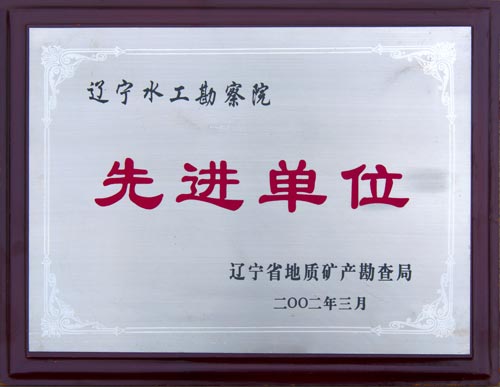 辽宁水工勘察院
先进单位
辽宁省地质矿产勘查局
二〇〇二年三月